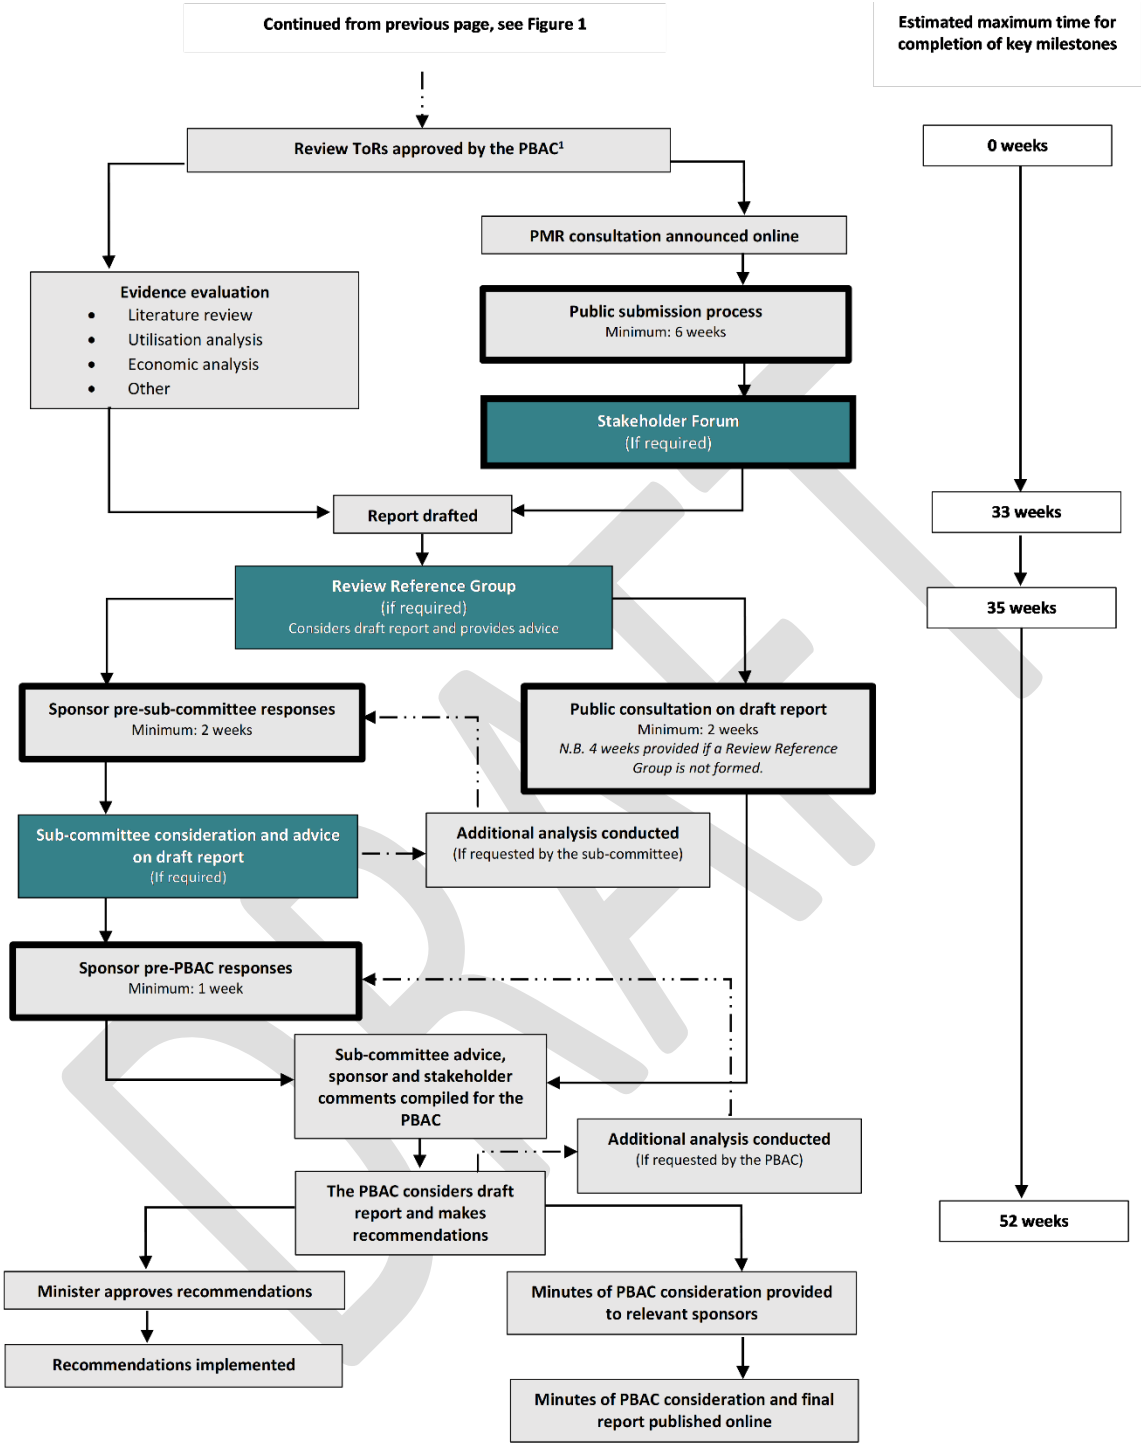 Continued from previous page, see Figure 1
Estimated maximum time for
completion of key milestones
Review ToRs approved by the PBAC¹
0 weeks
PMR consultation announced online
Evidence evaluation
• Literature review
• Utilisation analysis
• Economic analysis
• Other
Public submission process
Minimum: 6 weeks
Stakeholder Forum
(If required)
Report drafted
33 weeks
Review Reference Group
(if required)
Considers draft report and provides advice
35 weeks
Sponsor pre-sub-committee responses
Minimum: 2 weeks
Public consultation on draft report
Minimum: 2 weeks
N.B. 4 weeks provided if a Review Reference
Group is not formed.
Sub-committee consideration and advice
on draft report
(If required)
Additional analysis conducted
(If requested by the sub-committee)
Sponsor pre-PBAC responses
Minimum: 1 week
Sub-committee advice,
sponsor and stakeholder
comments compiled for the
PBAC
Additional analysis conducted
(If requested by the PBAC)
The PBAC considers draft
report and makes
recommendations
52 weeks
Minister approves recommendations
Recommendations implemented
Minutes of PBAC consideration provided
to relevant sponsors
Minutes of PBAC consideration and final
report published online
DRAFT